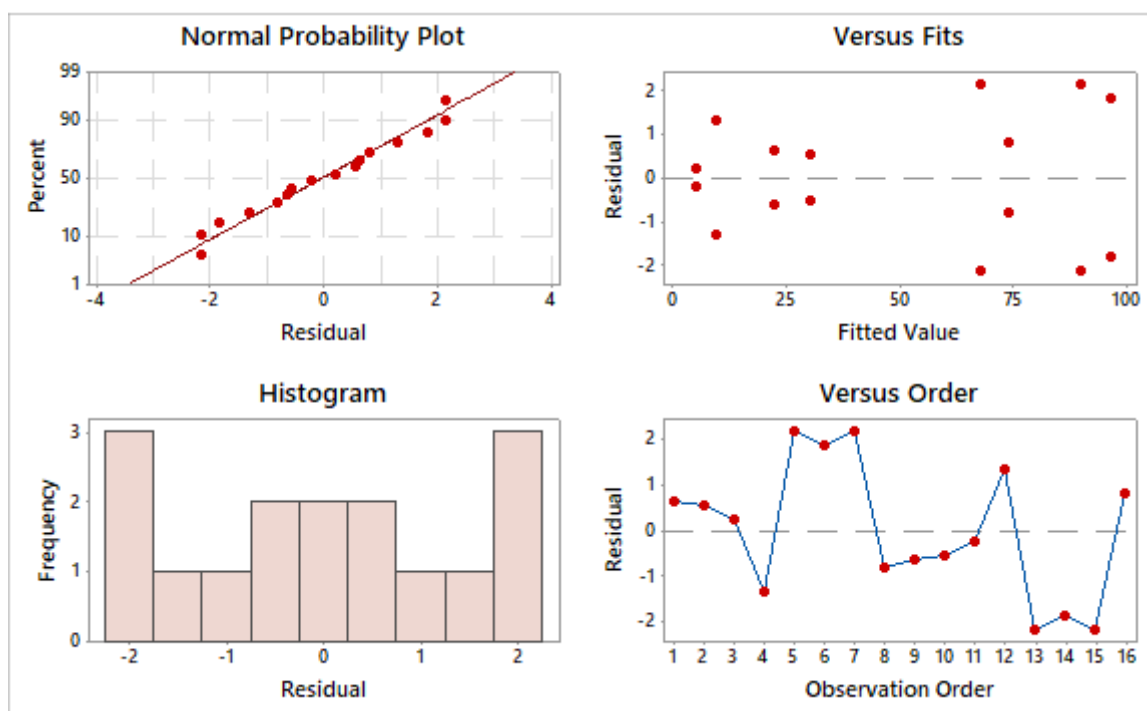 Normal Probability Plot
99
90
50
10
1
Percent
-4 -2 0 2 4
Residual
Versus Fits
2
1
0
-1
-2
Residual
0 25 50 75 100
Fitted Value
Histogram
3
2
1
0
Frequency
-2 -1 0 1 2
Residual
Versus Order
2
1
0
-1
-2
Residual
1 2 3 4 5 6 7 8 9 10 11 12 13 14 15 16
Observation Order